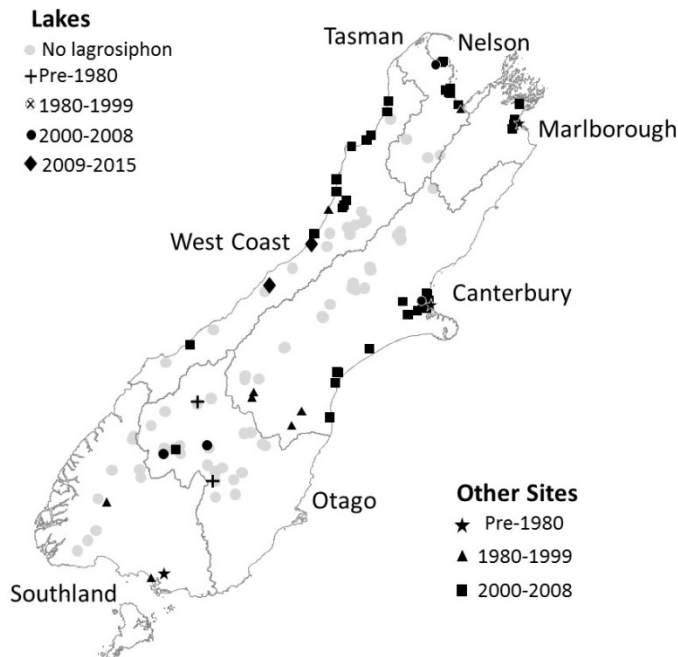 Lakes
No lagrosiphon
Pre-1980
1980-1999
2000-2008
2009-2015
Tasman
Nelson
Marlborough
West Coast
Canterbury
Otago
Southland
Other Sites
Pre-1980
1980-1999
2000-2008